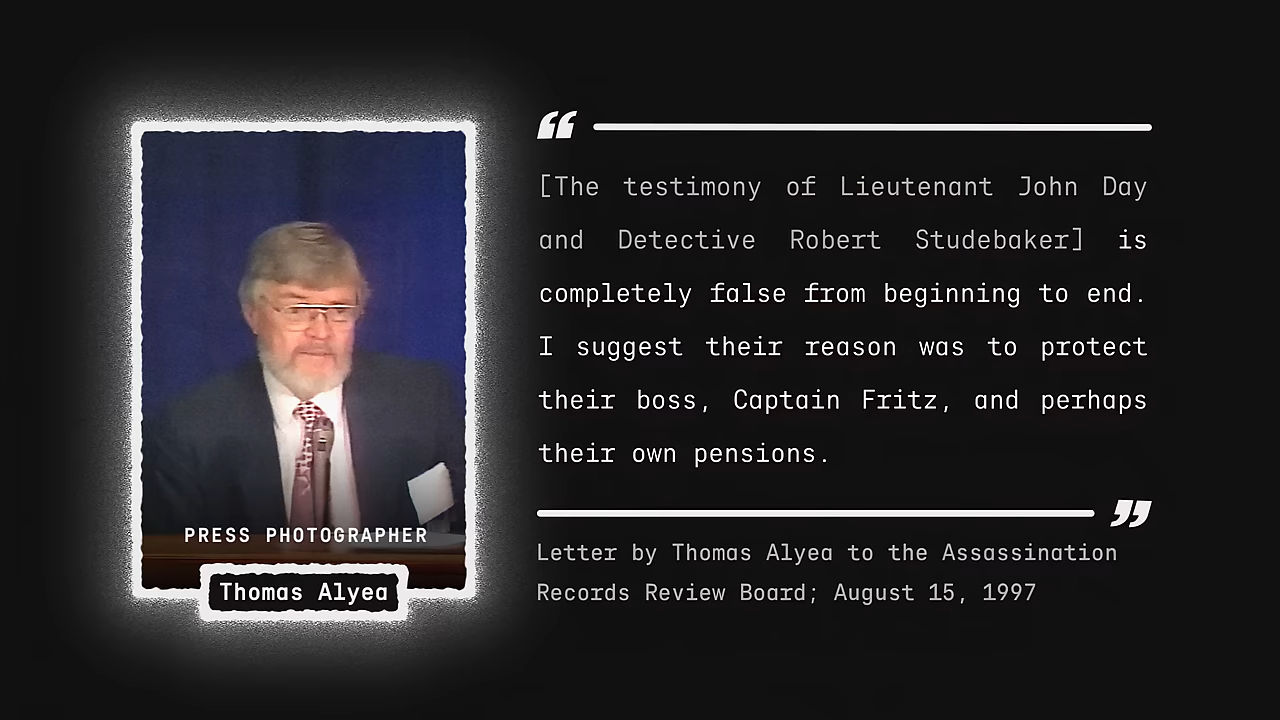 PRESS PHOTOGRAPHER
Thomas Alyea
“
[The testimony of Lieutenant John Day
and Detective Robert Studebaker] is
completely false from beginning to end.
I suggest their reason was to protect
their boss, Captain Fritz, and perhaps
their own pensions.
”
Letter by Thomas Alyea to the Assassination
Records Review Board; August 15, 1997